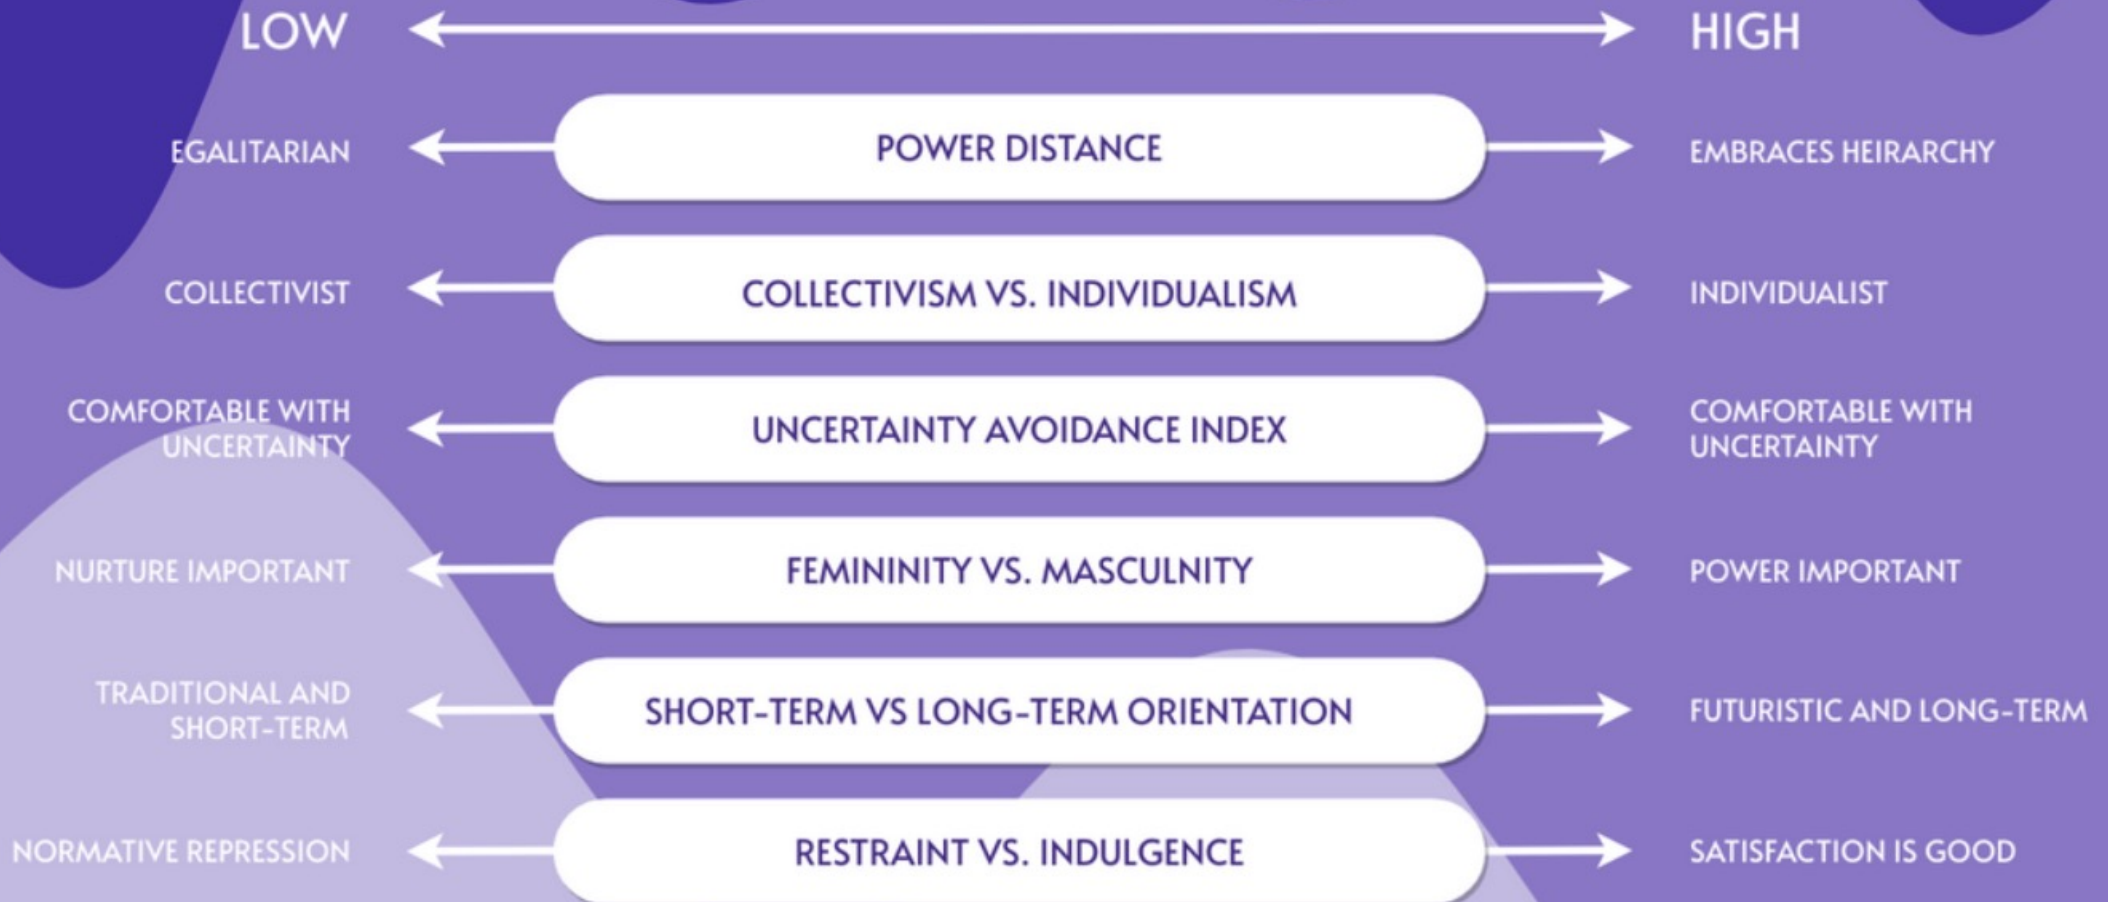 LOW
HIGH
EGALITARIAN
POWER DISTANCE
EMBRACES HEIRARCHY
COLLECTIVIST
COLLECTIVISM VS. INDIVIDUALISM
INDIVIDUALIST
COMFORTABLE WITH
UNCERTAINTY
UNCERTAINTY AVOIDANCE INDEX
COMFORTABLE WITH
UNCERTAINTY
NURTURE IMPORTANT
FEMININITY VS. MASCULNITY
POWER IMPORTANT
TRADITIONAL AND
SHORT-TERM
SHORT-TERM VS LONG-TERM ORIENTATION
FUTURISTIC AND LONG-TERM
NORMATIVE REPRESSION
RESTRAINT VS. INDULGENCE
SATISFACTION IS GOOD